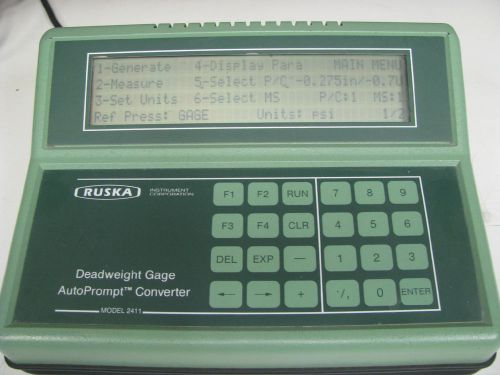 1-Generate 4-Display Para MAIN MENU
2-Measure 5-Select P/C -0.275in/-0.7U
3-Set Units 6-Select MS P/C:1 MS:1
Ref Press: GAGE Units: psi 1/2
RUSKA INSTRUMENT CORPORATION
F1 F2 RUN 7 8 9
F3 F4 CLR 4 5 6
DEL EXP — 1 2 3
← → + ·/, 0 ENTER
Deadweight Gage
AutoPrompt™ Converter
MODEL 2411